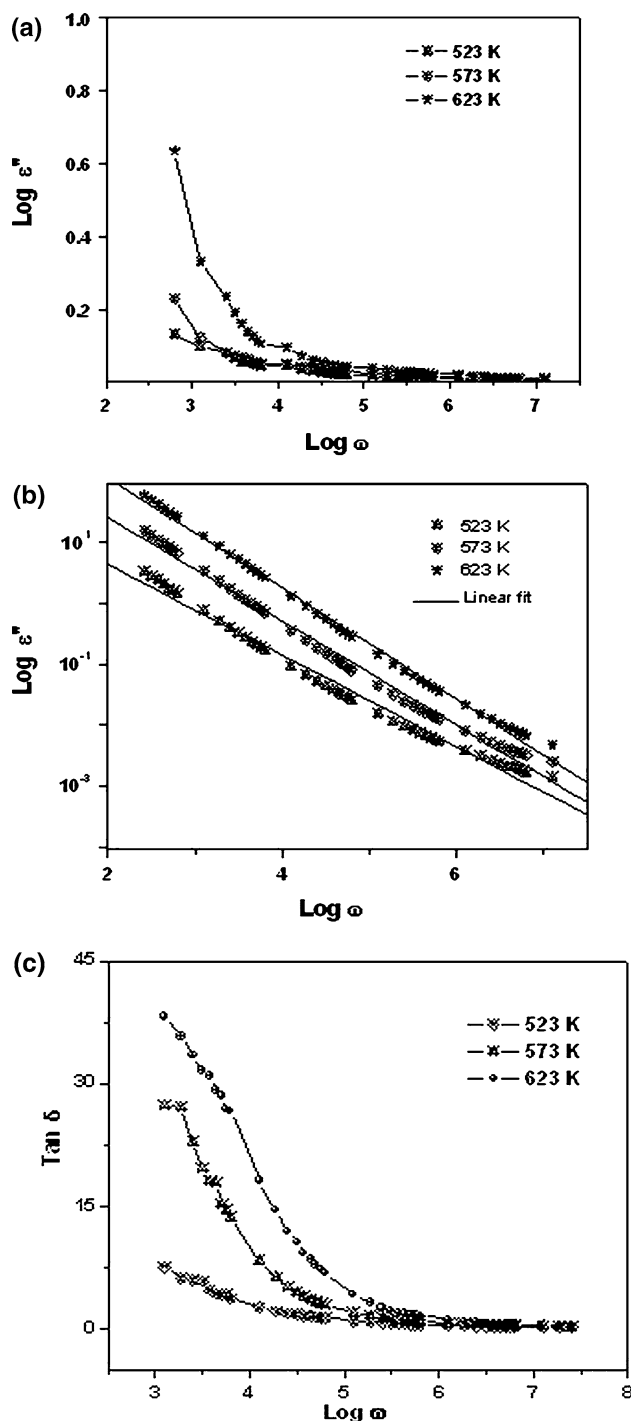 (a)
1.0
0.8
0.6
0.4
0.2
Log ε"
523 K
573 K
623 K
2 3 4 5 6 7
Log ω
(b)
10¹
10⁻¹
10⁻³
Log ε"
523 K
573 K
623 K
Linear fit
2 4 6
Log ω
(c)
45
30
15
0
Tan δ
523 K
573 K
623 K
3 4 5 6 7 8
Log ω